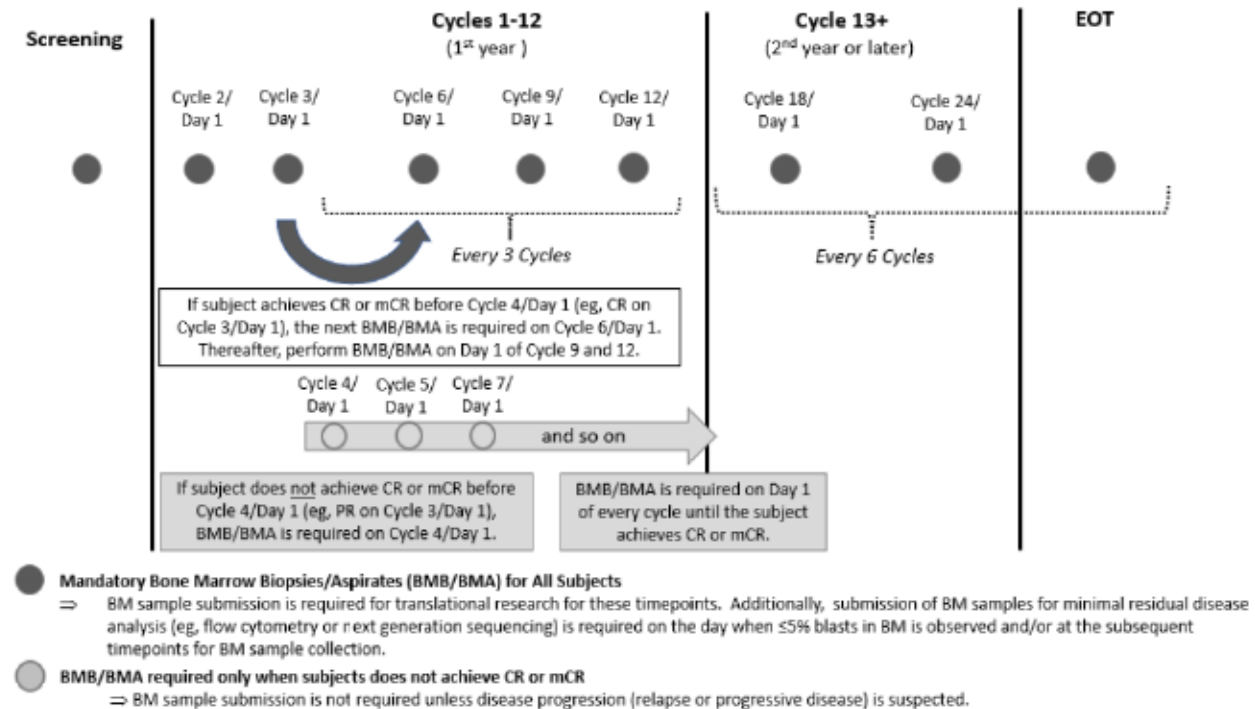 Screening
Cycles 1-12
(1st year )
Cycle 13+
(2nd year or later)
EOT
Cycle 2/
Day 1
Cycle 3/
Day 1
Cycle 6/
Day 1
Cycle 9/
Day 1
Cycle 12/
Day 1
Cycle 18/
Day 1
Cycle 24/
Day 1
Every 3 Cycles
Every 6 Cycles
If subject achieves CR or mCR before Cycle 4/Day 1 (eg, CR on
Cycle 3/Day 1), the next BMB/BMA is required on Cycle 6/Day 1.
Thereafter, perform BMB/BMA on Day 1 of Cycle 9 and 12.
Cycle 4/
Day 1
Cycle 5/
Day 1
Cycle 7/
Day 1
and so on
If subject does not achieve CR or mCR before
Cycle 4/Day 1 (eg, PR on Cycle 3/Day 1),
BMB/BMA is required on Cycle 4/Day 1.
BMB/BMA is required on Day 1
of every cycle until the subject
achieves CR or mCR.
Mandatory Bone Marrow Biopsies/Aspirates (BMB/BMA) for All Subjects
⇒ BM sample submission is required for translational research for these timepoints. Additionally, submission of BM samples for minimal residual disease
analysis (eg, flow cytometry or next generation sequencing) is required on the day when ≤5% blasts in BM is observed and/or at the subsequent
timepoints for BM sample collection.
BMB/BMA required only when subjects does not achieve CR or mCR
⇒ BM sample submission is not required unless disease progression (relapse or progressive disease) is suspected.